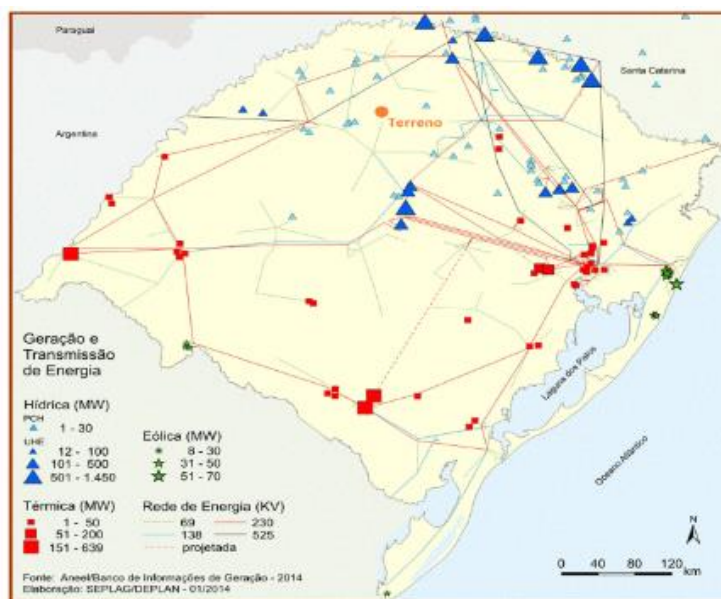 Paraguai
Santa Catarina
Argentina
Terreno
Geração e
Transmissão
de Energia
Hídrica (MW)
PCH
1 - 30
UHE
12 - 100
101 - 500
501 - 1.450
Eólica (MW)
8 - 30
31 - 50
51 - 70
Térmica (MW)
1 - 50
51 - 200
151 - 639
Rede de Energia (KV)
69 230
138 525
projetada
Laguna dos Patos
Oceano Atlântico
N
0 40 80 120
km
Fonte: Aneel/Banco de Informações de Geração - 2014
Elaboração: SEPLAG/DEPLAN - 01/2014